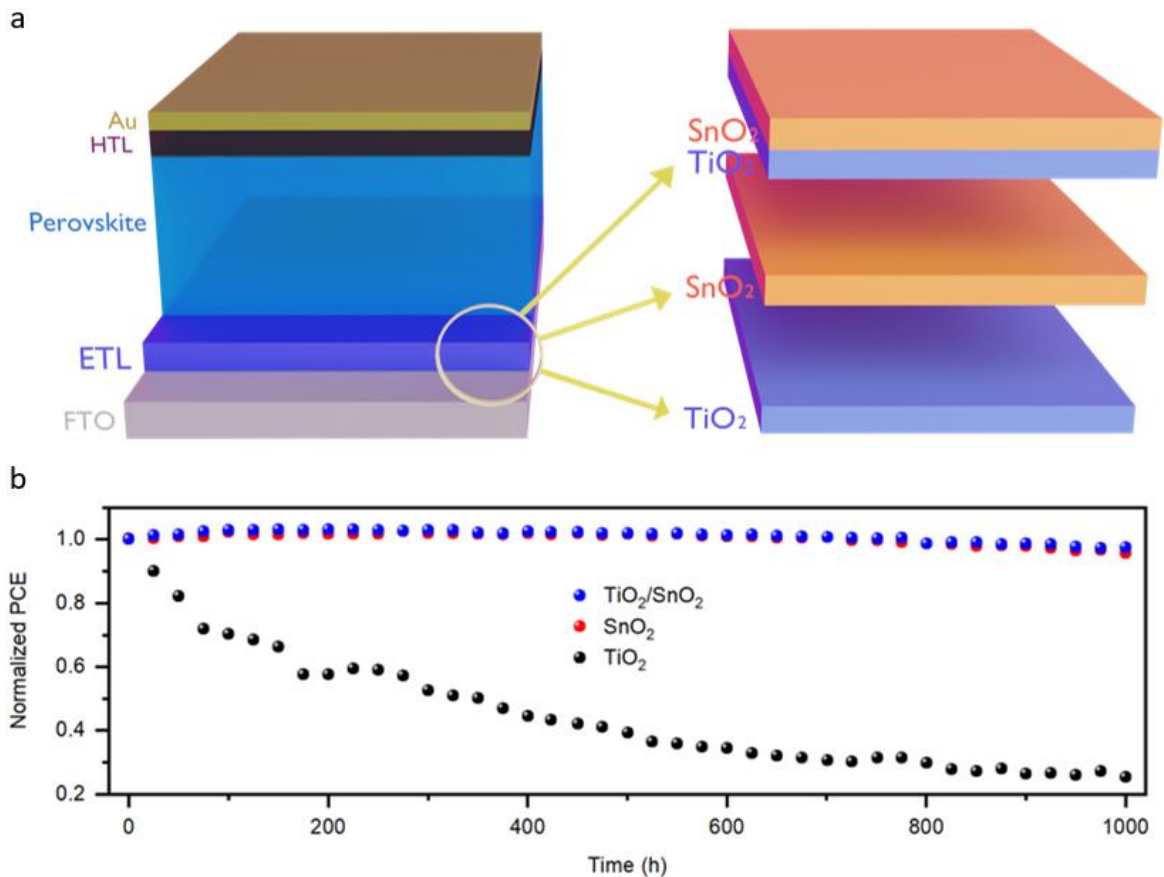 a
Au
HTL
Perovskite
ETL
FTO
SnO₂
TiO₂
SnO₂
TiO₂
b
Normalized PCE
1.0
0.8
0.6
0.4
0.2
TiO₂/SnO₂
SnO₂
TiO₂
0 200 400 600 800 1000
Time (h)